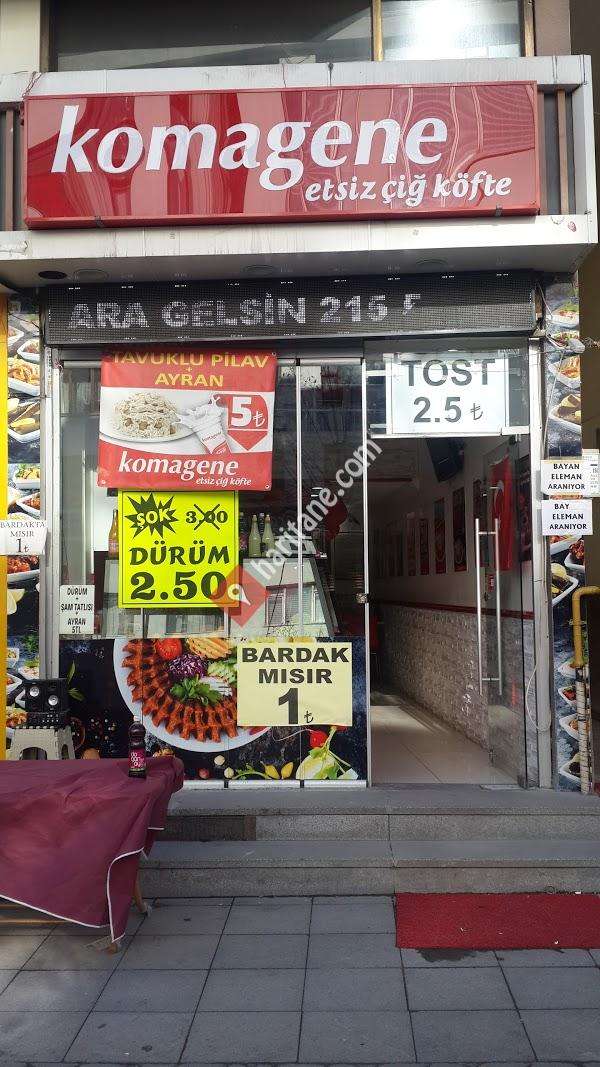 komagene
etsiz çiğ köfte
ARA GELSİN 215
TAVUKLU PİLAV
+
AYRAN
5₺
komagene
etsiz çiğ köfte
TOST
2.5 ₺
ŞOK 3.00
DÜRÜM
2.50
BARDAKTA
MISIR
1₺
DÜRÜM
+
ŞAM TATLISI
+
AYRAN
5TL
BARDAK
MISIR
1₺
BAYAN
ELEMAN
ARANIYOR
BAY
ELEMAN
ARANIYOR
haritane.com